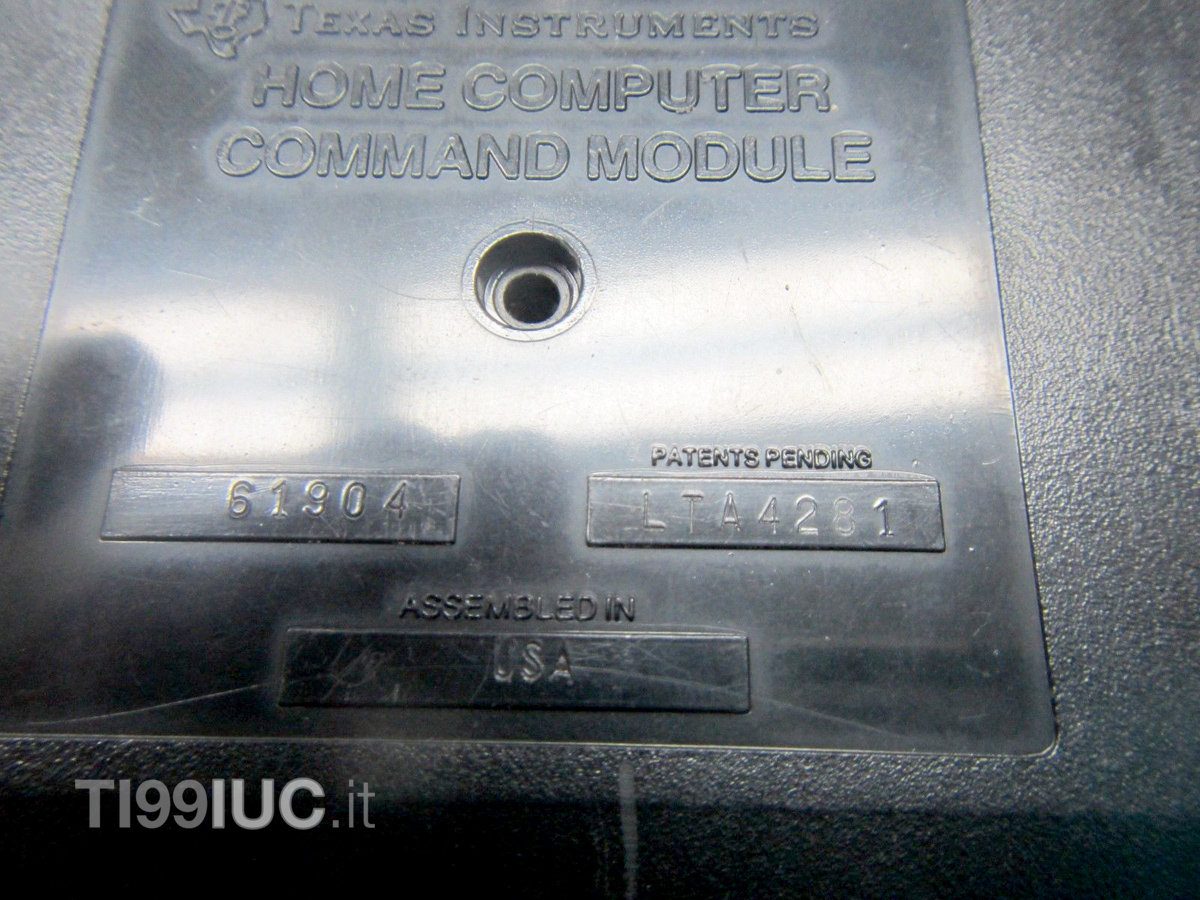 TEXAS INSTRUMENTS
HOME COMPUTER
COMMAND MODULE
PATENTS PENDING
61904
LTA4281
ASSEMBLED IN
USA
TI99IUC.it